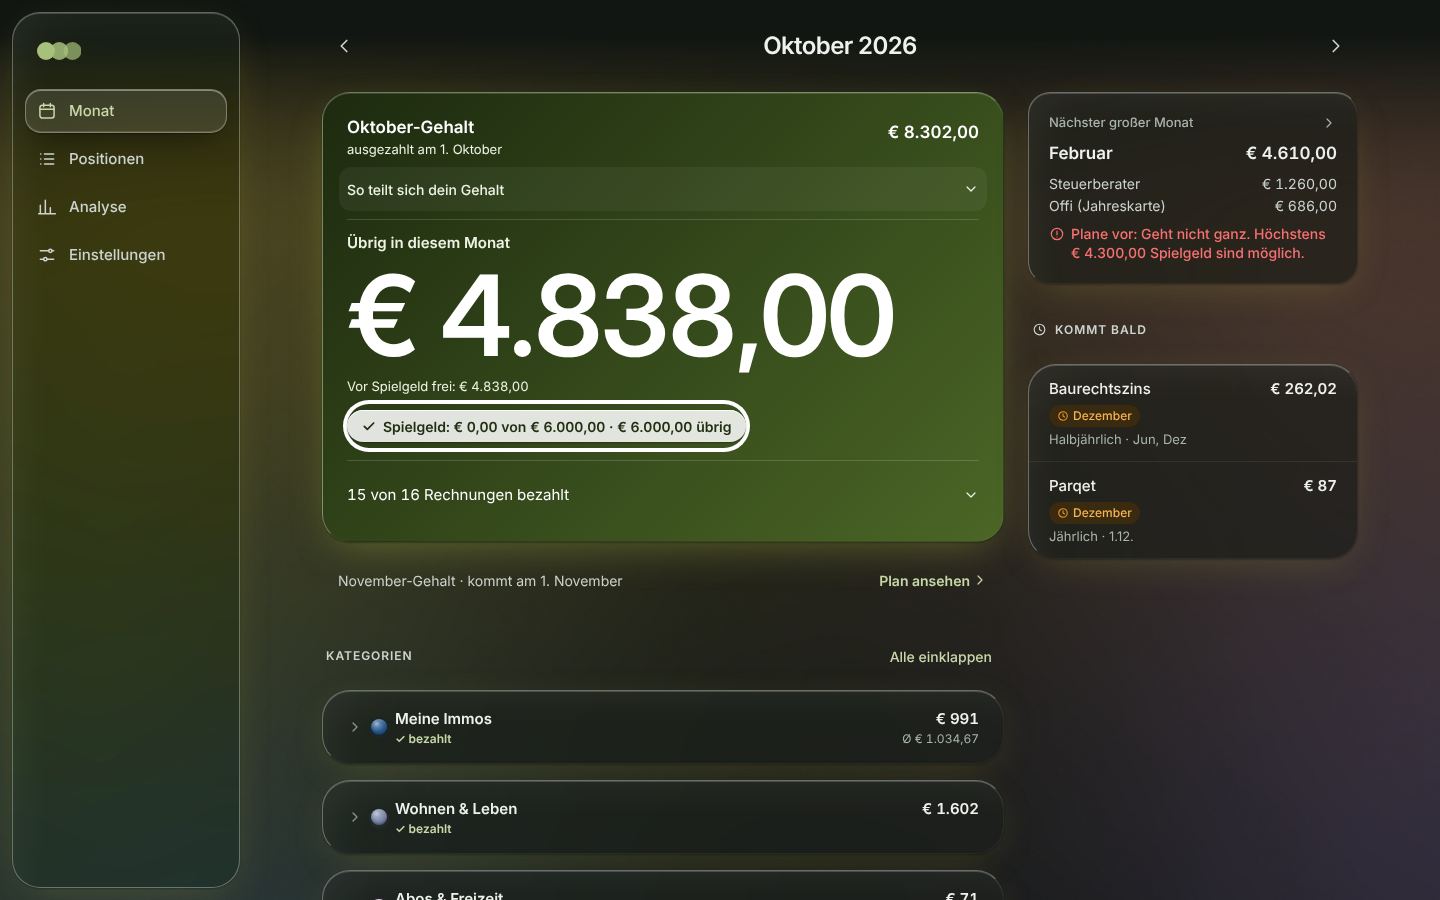 Oktober 2026
Monat
Positionen
Analyse
Einstellungen
Oktober-Gehalt
€ 8.302,00
ausgezahlt am 1. Oktober
So teilt sich dein Gehalt
Übrig in diesem Monat
€ 4.838,00
Vor Spielgeld frei: € 4.838,00
Spielgeld: € 0,00 von € 6.000,00 · € 6.000,00 übrig
15 von 16 Rechnungen bezahlt
November-Gehalt · kommt am 1. November
Plan ansehen
KATEGORIEN
Alle einklappen
Meine Immos
€ 991
bezahlt
Ø € 1.034,67
Wohnen & Leben
€ 1.602
bezahlt
Abos & Freizeit
€ 71
Nächster großer Monat
Februar
€ 4.610,00
Steuerberater
€ 1.260,00
Offi (Jahreskarte)
€ 686,00
Plane vor: Geht nicht ganz. Höchstens
€ 4.300,00 Spielgeld sind möglich.
KOMMT BALD
Baurechtszins
€ 262,02
Dezember
Halbjährlich · Jun, Dez
Parqet
€ 87
Dezember
Jährlich · 1.12.